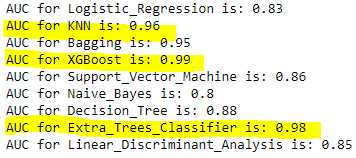 AUC for Logistic_Regression is: 0.83
AUC for KNN is: 0.96
AUC for Bagging is: 0.95
AUC for XGBoost is: 0.99
AUC for Support_Vector_Machine is: 0.86
AUC for Naive_Bayes is: 0.8
AUC for Decision_Tree is: 0.88
AUC for Extra_Trees_Classifier is: 0.98
AUC for Linear_Discriminant_Analysis is: 0.85